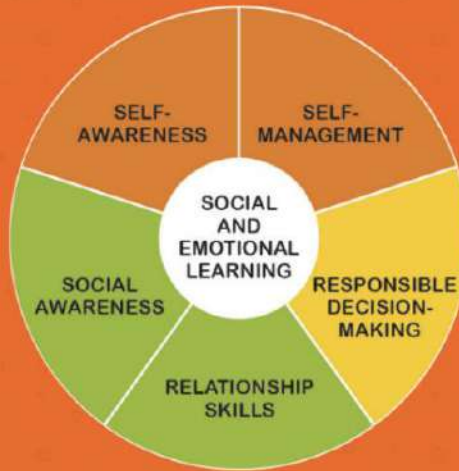 SELF-
AWARENESS
SELF-
MANAGEMENT
SOCIAL
AND
EMOTIONAL
LEARNING
SOCIAL
AWARENESS
RESPONSIBLE
DECISION-
MAKING
RELATIONSHIP
SKILLS